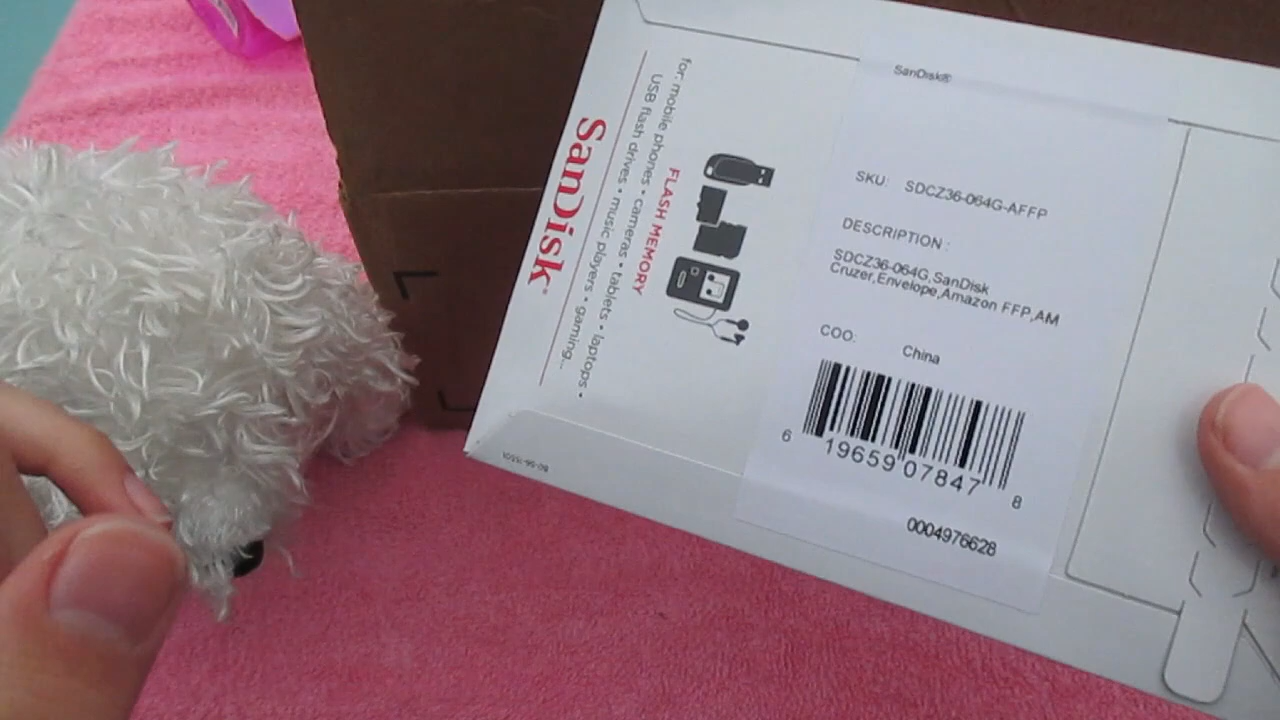 SanDisk®
for: mobile phones • cameras • tablets • laptops •
USB flash drives • music players • gaming...
FLASH MEMORY
SanDisk®
SKU: SDCZ36-064G-AFFP
DESCRIPTION :
SDCZ36-064G,SanDisk
Cruzer,Envelope,Amazon FFP,AM
COO: China
6 19659 07847 8
0004976628